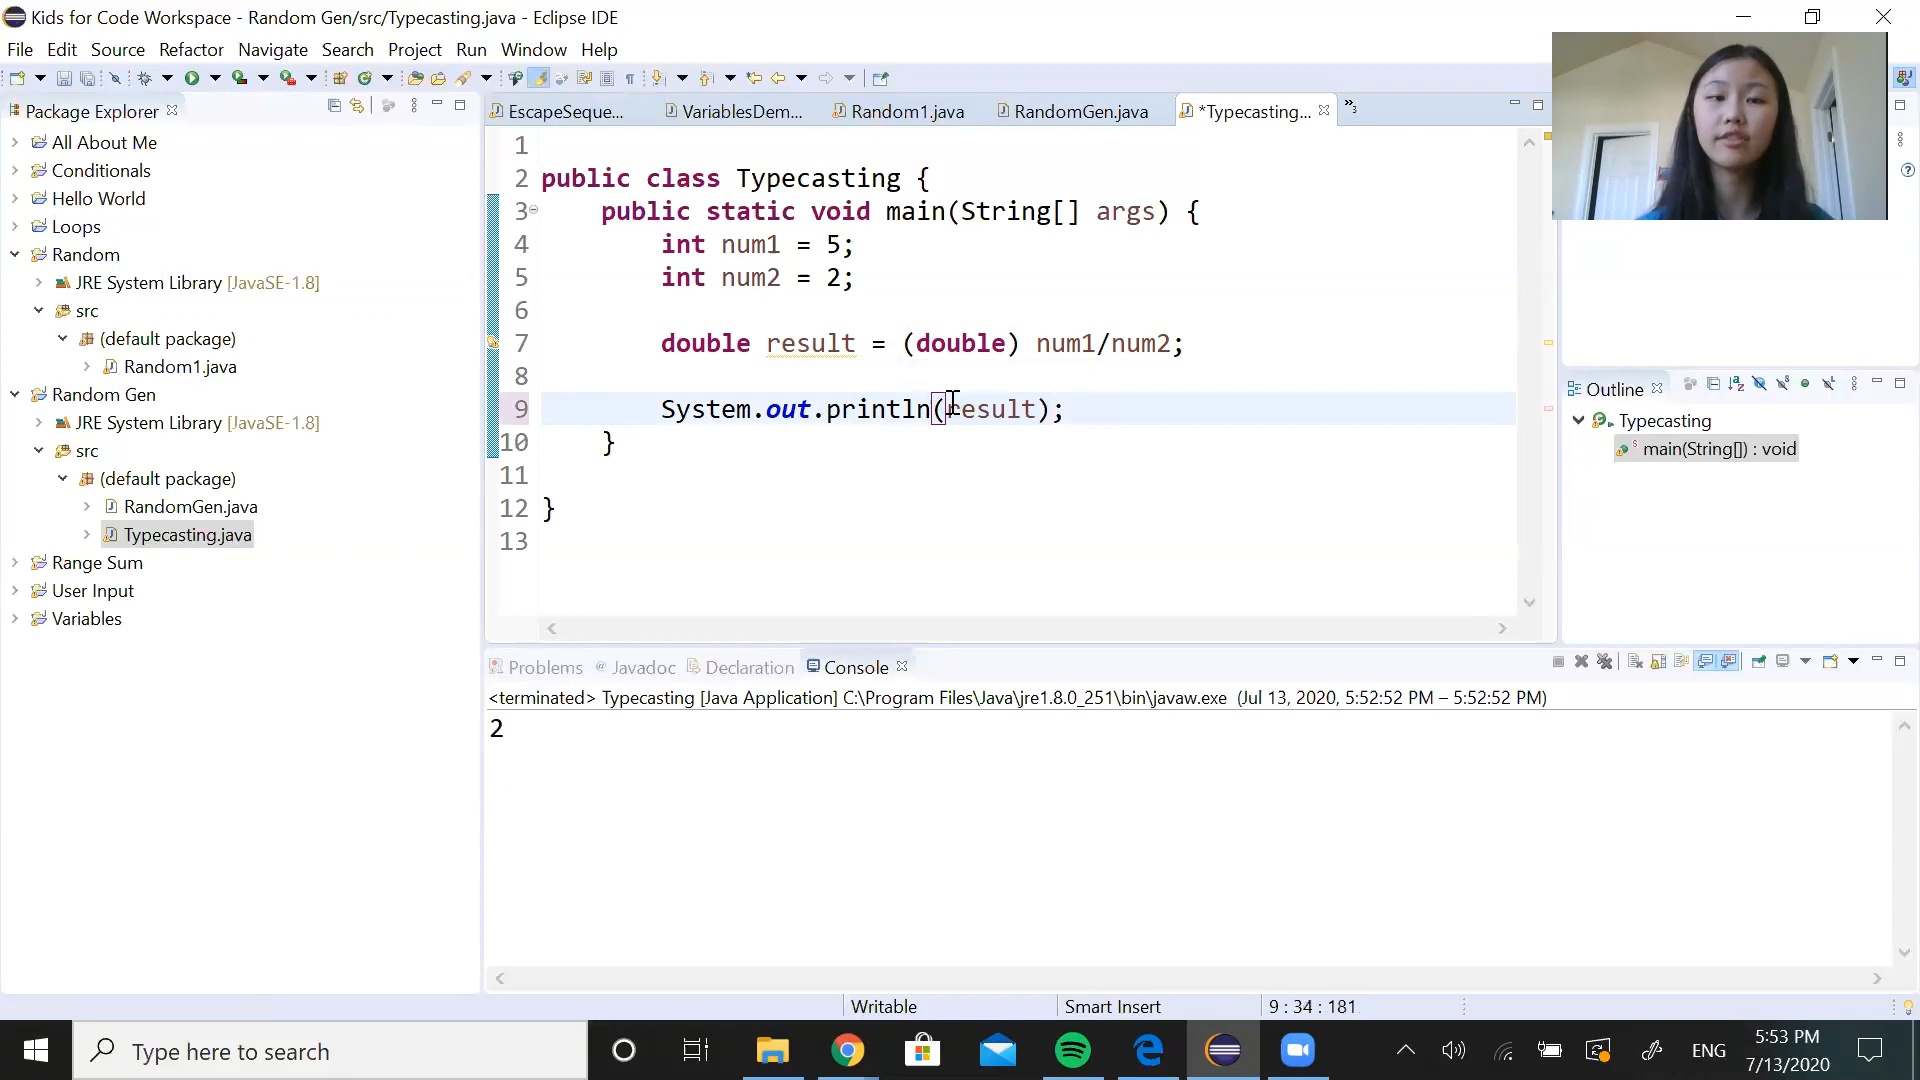 Kids for Code Workspace - Random Gen/src/Typecasting.java - Eclipse IDE
File Edit Source Refactor Navigate Search Project Run Window Help
Package Explorer
All About Me
Conditionals
Hello World
Loops
Random
JRE System Library [JavaSE-1.8]
src
(default package)
Random1.java
Random Gen
JRE System Library [JavaSE-1.8]
src
(default package)
RandomGen.java
Typecasting.java
Range Sum
User Input
Variables
EscapeSeque... VariablesDem... Random1.java RandomGen.java *Typecasting... »3
1
2 public class Typecasting {
3 public static void main(String[] args) {
4 int num1 = 5;
5 int num2 = 2;
6
7 double result = (double) num1/num2;
8
9 System.out.println(result);
10 }
11
12 }
13
Outline
Typecasting
main(String[]) : void
Problems @ Javadoc Declaration Console
<terminated> Typecasting [Java Application] C:\Program Files\Java\jre1.8.0_251\bin\javaw.exe (Jul 13, 2020, 5:52:52 PM – 5:52:52 PM)
2
Writable Smart Insert 9 : 34 : 181
Type here to search
ENG
5:53 PM
7/13/2020